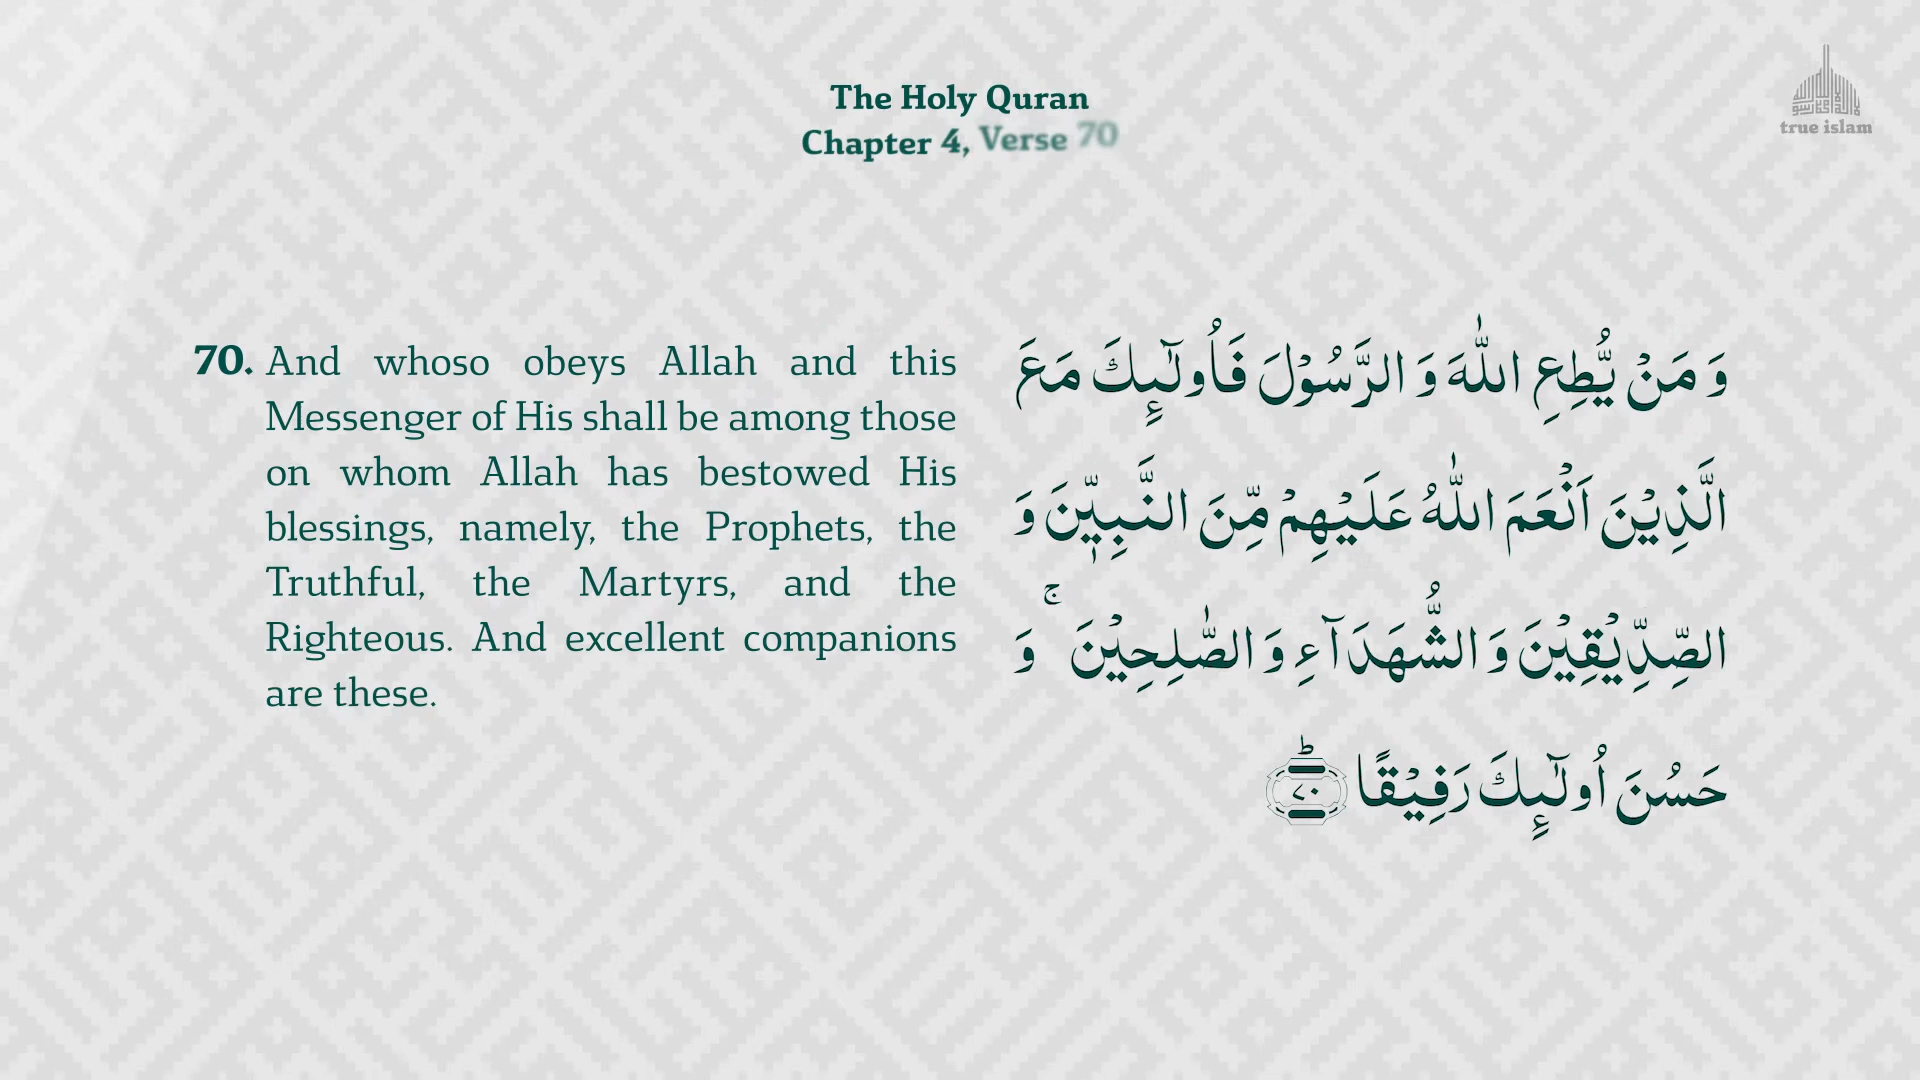 The Holy Quran
Chapter 4, Verse 70
true islam
70. And whoso obeys Allah and this
Messenger of His shall be among those
on whom Allah has bestowed His
blessings, namely, the Prophets, the
Truthful, the Martyrs, and the
Righteous. And excellent companions
are these.
وَ مَنۡ یُّطِعِ اللّٰہَ وَ الرَّسُوۡلَ فَاُولٰٓئِکَ مَعَ
الَّذِیۡنَ اَنۡعَمَ اللّٰہُ عَلَیۡہِمۡ مِّنَ النَّبِیّٖنَ وَ
الصِّدِّیۡقِیۡنَ وَ الشُّہَدَآءِ وَ الصّٰلِحِیۡنَ ۚ وَ
حَسُنَ اُولٰٓئِکَ رَفِیۡقًا ﴿ؕ۷۰﴾